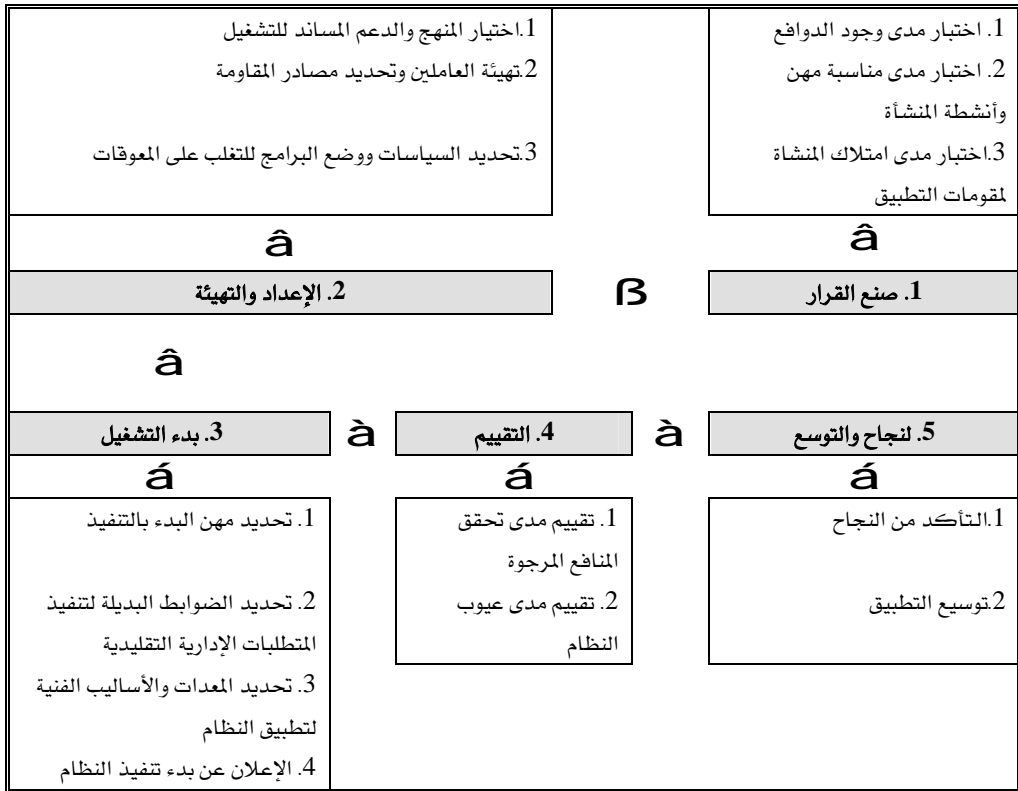 1. اختبار مدى وجود الدوافع
2. اختبار مدى مناسبة مهن
وأنشطة المنشأة
3.اختبار مدى امتلاك المنشاة
لمقومات التطبيق
1.اختيار المنهج والدعم المساند للتشغيل
2.تهيئة العاملين وتحديد مصادر المقاومة
3.تحديد السياسات ووضع البرامج للتغلب على المعوقات
â
â
1. صنع القرار
ß
2. الإعداد والتهيئة
â
5. لنجاح والتوسع
à
4. التقييم
à
3. بدء التشغيل
á
á
á
1.التأكد من النجاح
2.توسيع التطبيق
1. تقييم مدى تحقق
المنافع المرجوة
2. تقييم مدى عيوب
النظام
1. تحديد مهن البدء بالتنفيذ
2. تحديد الضوابط البديلة لتنفيذ
المتطلبات الإدارية التقليدية
3. تحديد المعدات والأساليب الفنية
لتطبيق النظام
4. الإعلان عن بدء تنفيذ النظام